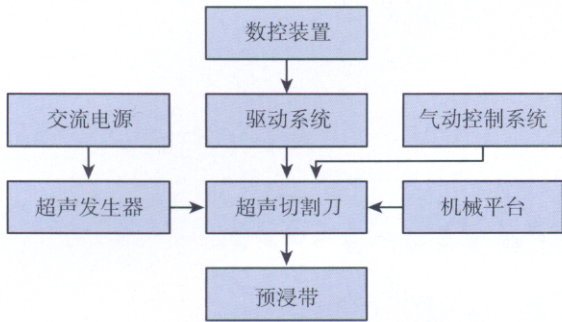 数控装置
交流电源
驱动系统
气动控制系统
超声发生器
超声切割刀
机械平台
预浸带